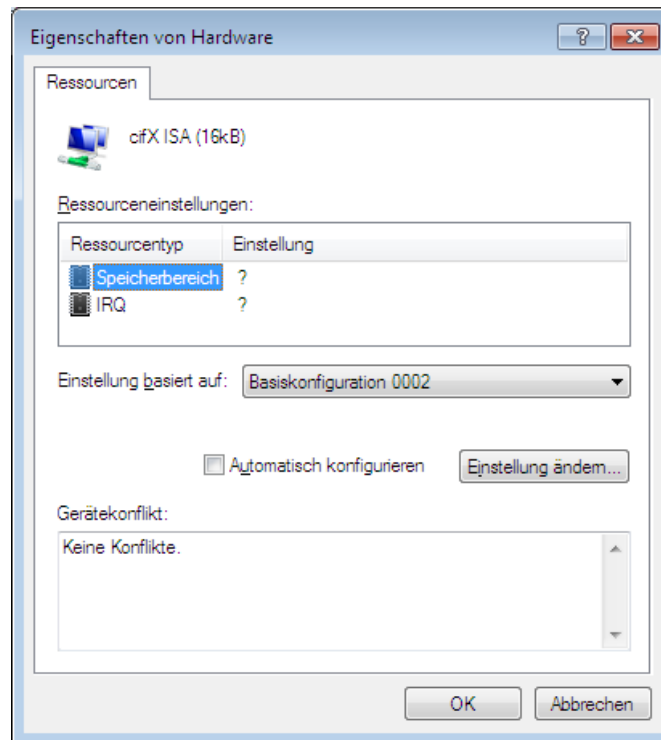 Eigenschaften von Hardware
?
Ressourcen
cifX ISA (16kB)
Ressourceneinstellungen:
Ressourcentyp Einstellung
Speicherbereich ?
IRQ ?
Einstellung basiert auf: Basiskonfiguration 0002
Automatisch konfigurieren Einstellung ändern...
Gerätekonflikt:
Keine Konflikte.
OK Abbrechen